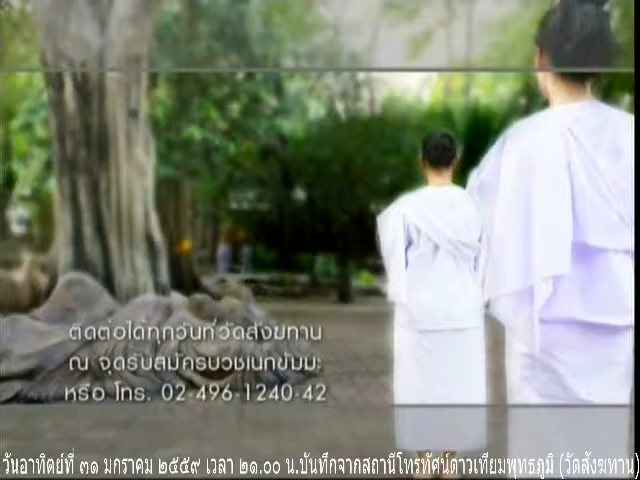 ติดต่อได้ทุกวันที่วัดสังฆทาน
ณ จุดรับสมัครบวชเนกขัมมะ
หรือ โทร. 02-496-1240-42
วันอาทิตย์ที่ ๓๑ มกราคม ๒๕๕๙ เวลา ๒๑.๐๐ น.บันทึกจากสถานีโทรทัศน์ดาวเทียมพุทธภูมิ (วัดสังฆทาน)